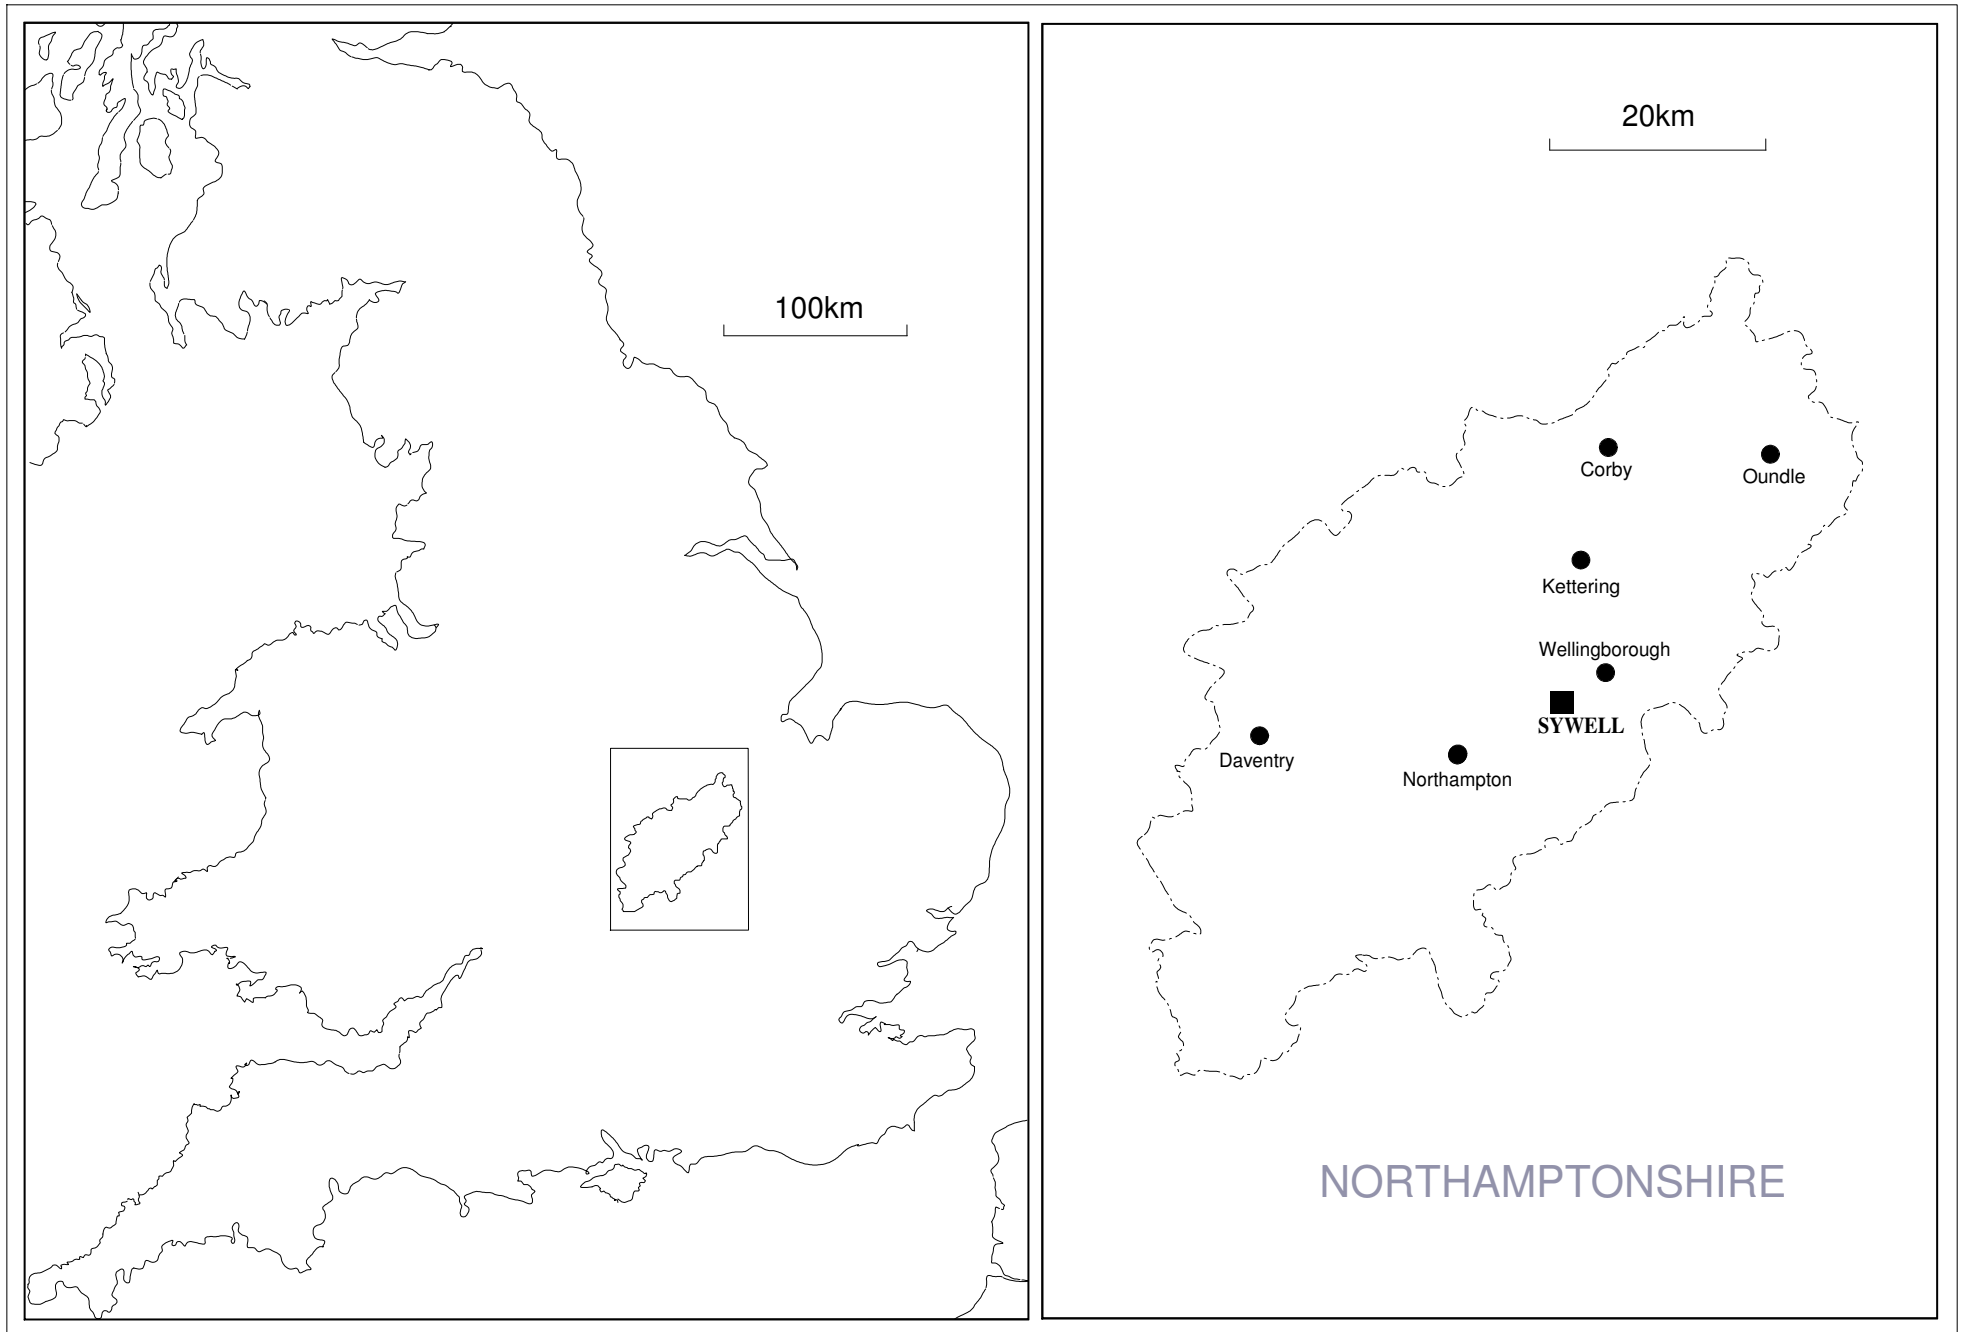 100km
20km
Corby
Oundle
Kettering
Wellingborough
SYWELL
Daventry
Northampton
NORTHAMPTONSHIRE